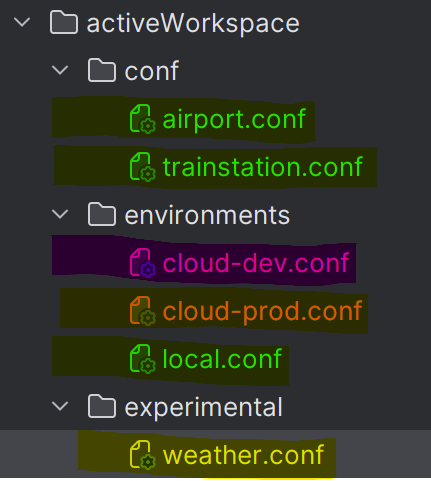 activeWorkspace
conf
airport.conf
trainstation.conf
environments
cloud-dev.conf
cloud-prod.conf
local.conf
experimental
weather.conf